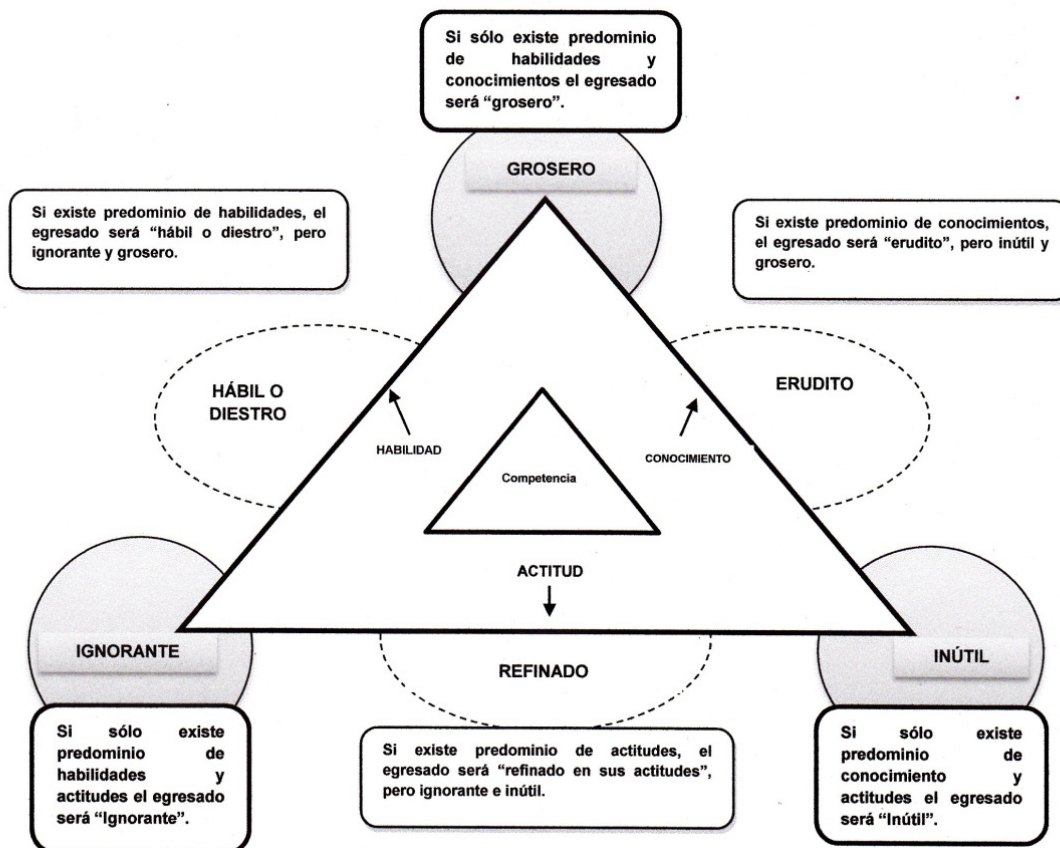 Si sólo existe predominio
de habilidades y
conocimientos el egresado
será “grosero”.
GROSERO
Si existe predominio de habilidades, el
egresado será “hábil o diestro”, pero
ignorante y grosero.
Si existe predominio de conocimientos,
el egresado será “erudito”, pero inútil y
grosero.
HÁBIL O
DIESTRO
ERUDITO
HABILIDAD
CONOCIMIENTO
Competencia
ACTITUD
IGNORANTE
REFINADO
INÚTIL
Si sólo existe
predominio de
habilidades y
actitudes el egresado
será “Ignorante”.
Si existe predominio de actitudes, el
egresado será “refinado en sus actitudes”,
pero ignorante e inútil.
Si sólo existe
predominio de
conocimiento y
actitudes el egresado
será “Inútil”.